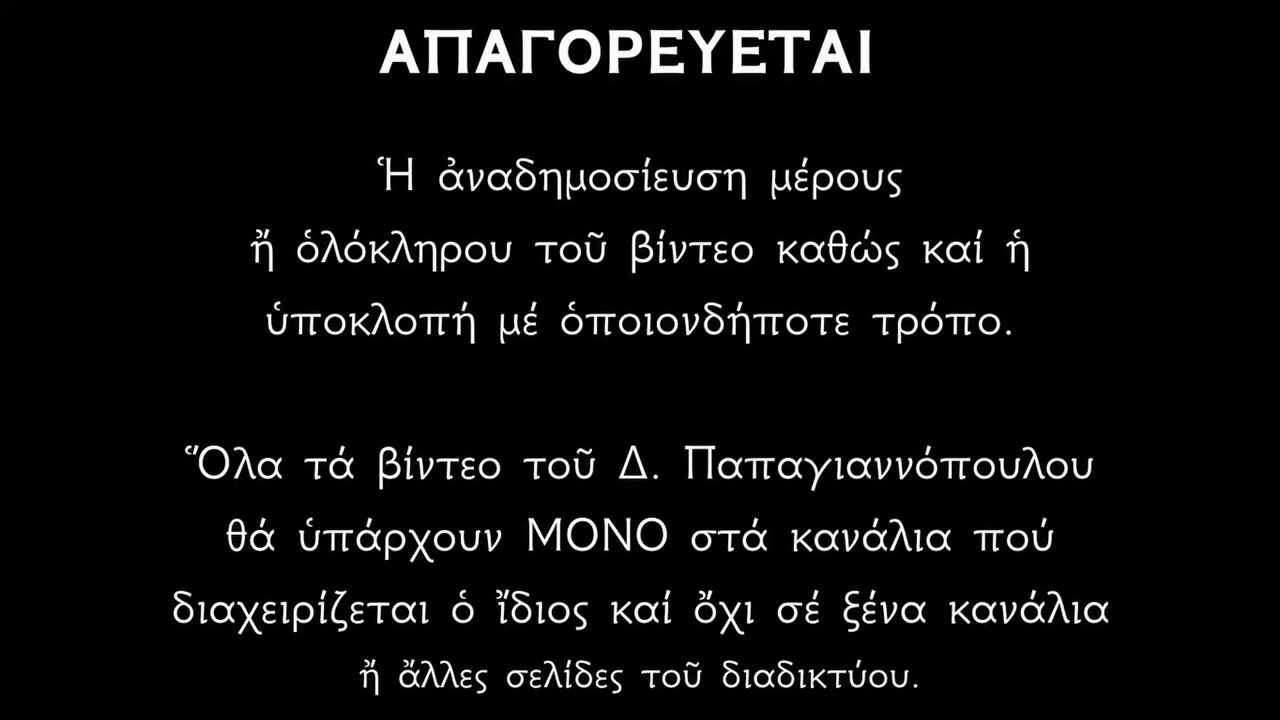 ΑΠΑΓΟΡΕΥΕΤΑΙ
Ἡ ἀναδημοσίευση μέρους
ἤ ὁλόκληρου τοῦ βίντεο καθώς καί ἡ
ὑποκλοπή μέ ὁποιονδήποτε τρόπο.
Ὅλα τά βίντεο τοῦ Δ. Παπαγιαννόπουλου
θά ὑπάρχουν ΜΟΝΟ στά κανάλια πού
διαχειρίζεται ὁ ἴδιος καί ὄχι σέ ξένα κανάλια
ἤ ἄλλες σελίδες τοῦ διαδικτύου.